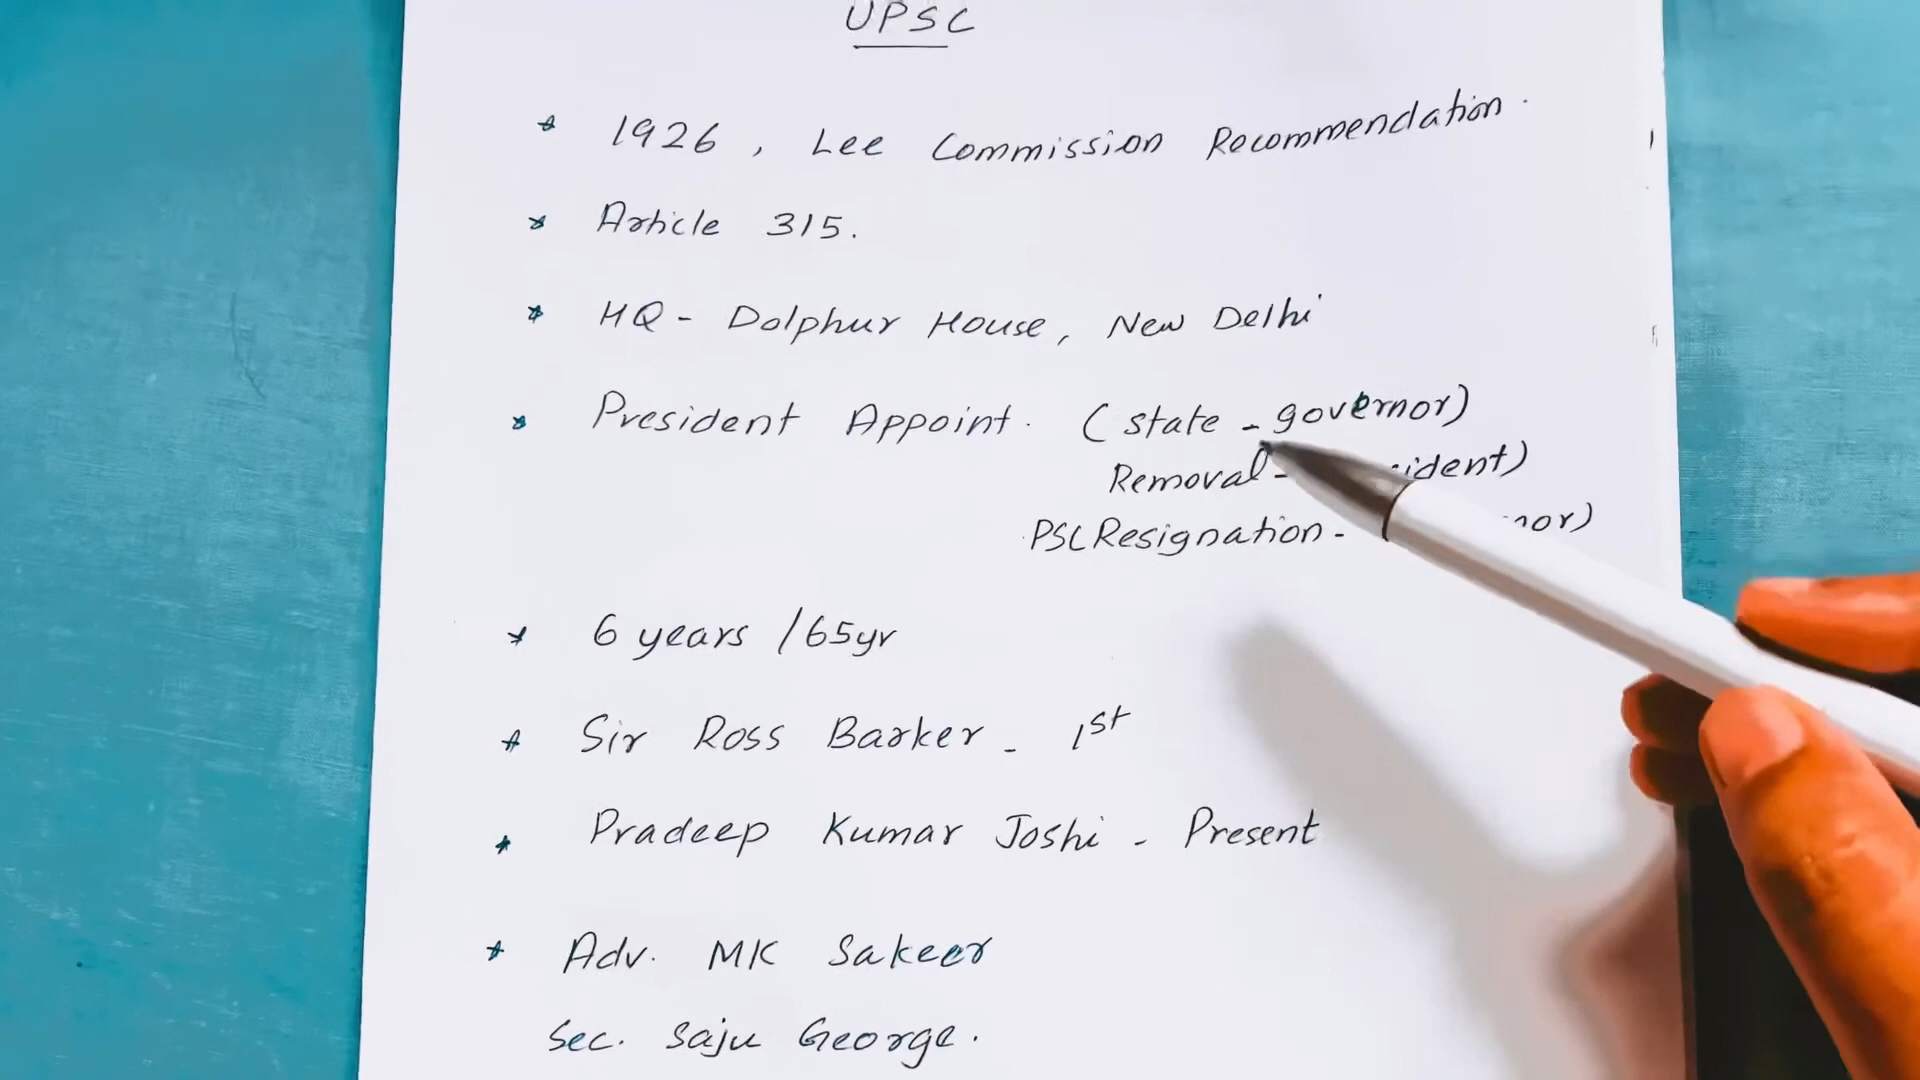 UPSC
* 1926, Lee Commission Recommendation.
* Article 315.
* HQ - Dolphur House, New Delhi
* President Appoint. (state - governor)
Removal -
PSC Resignation -
* 6 years /65yr
* Sir Ross Barker - 1st
* Pradeep Kumar Joshi - Present
* Adv. MK Sakeer
Sec. Saju George.